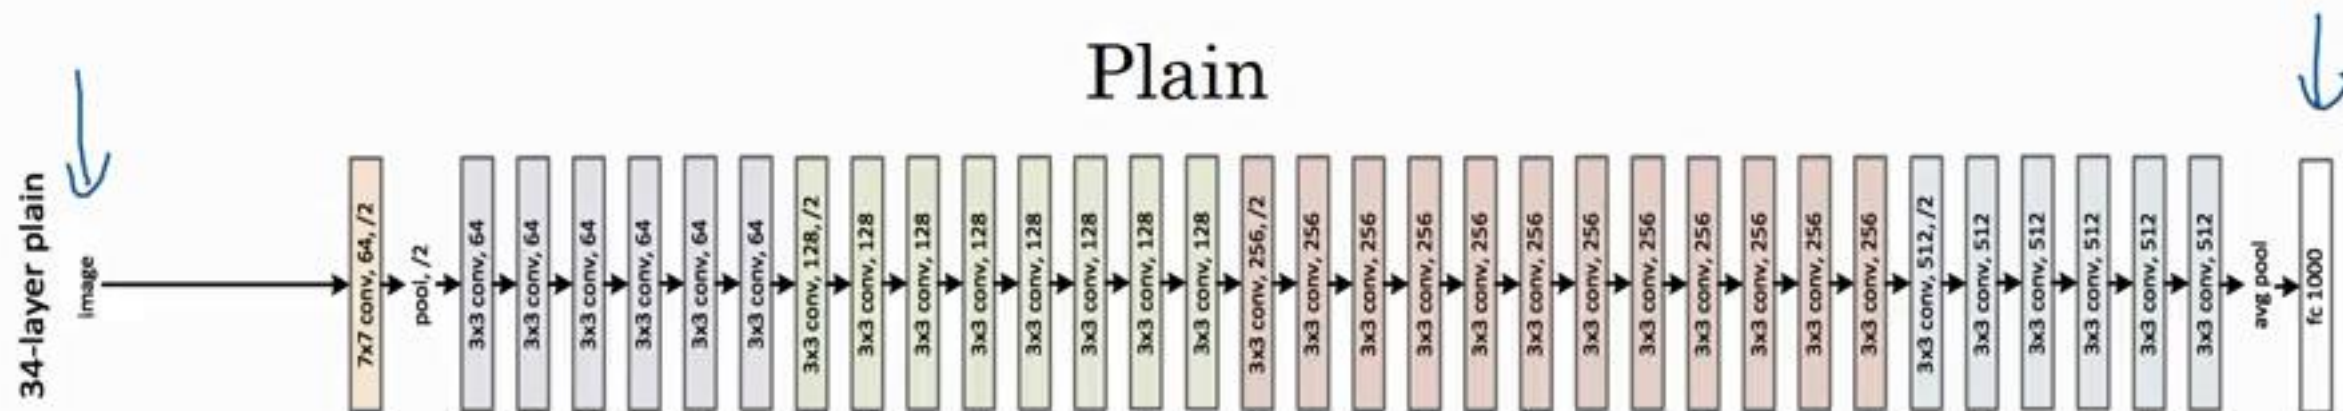 Plain
34-layer plain
image
7x7 conv, 64, /2
pool, /2
3x3 conv, 64
3x3 conv, 64
3x3 conv, 64
3x3 conv, 64
3x3 conv, 64
3x3 conv, 64
3x3 conv, 128, /2
3x3 conv, 128
3x3 conv, 128
3x3 conv, 128
3x3 conv, 128
3x3 conv, 128
3x3 conv, 128
3x3 conv, 128
3x3 conv, 256, /2
3x3 conv, 256
3x3 conv, 256
3x3 conv, 256
3x3 conv, 256
3x3 conv, 256
3x3 conv, 256
3x3 conv, 256
3x3 conv, 256
3x3 conv, 256
3x3 conv, 256
3x3 conv, 256
3x3 conv, 512, /2
3x3 conv, 512
3x3 conv, 512
3x3 conv, 512
3x3 conv, 512
3x3 conv, 512
avg pool
fc 1000